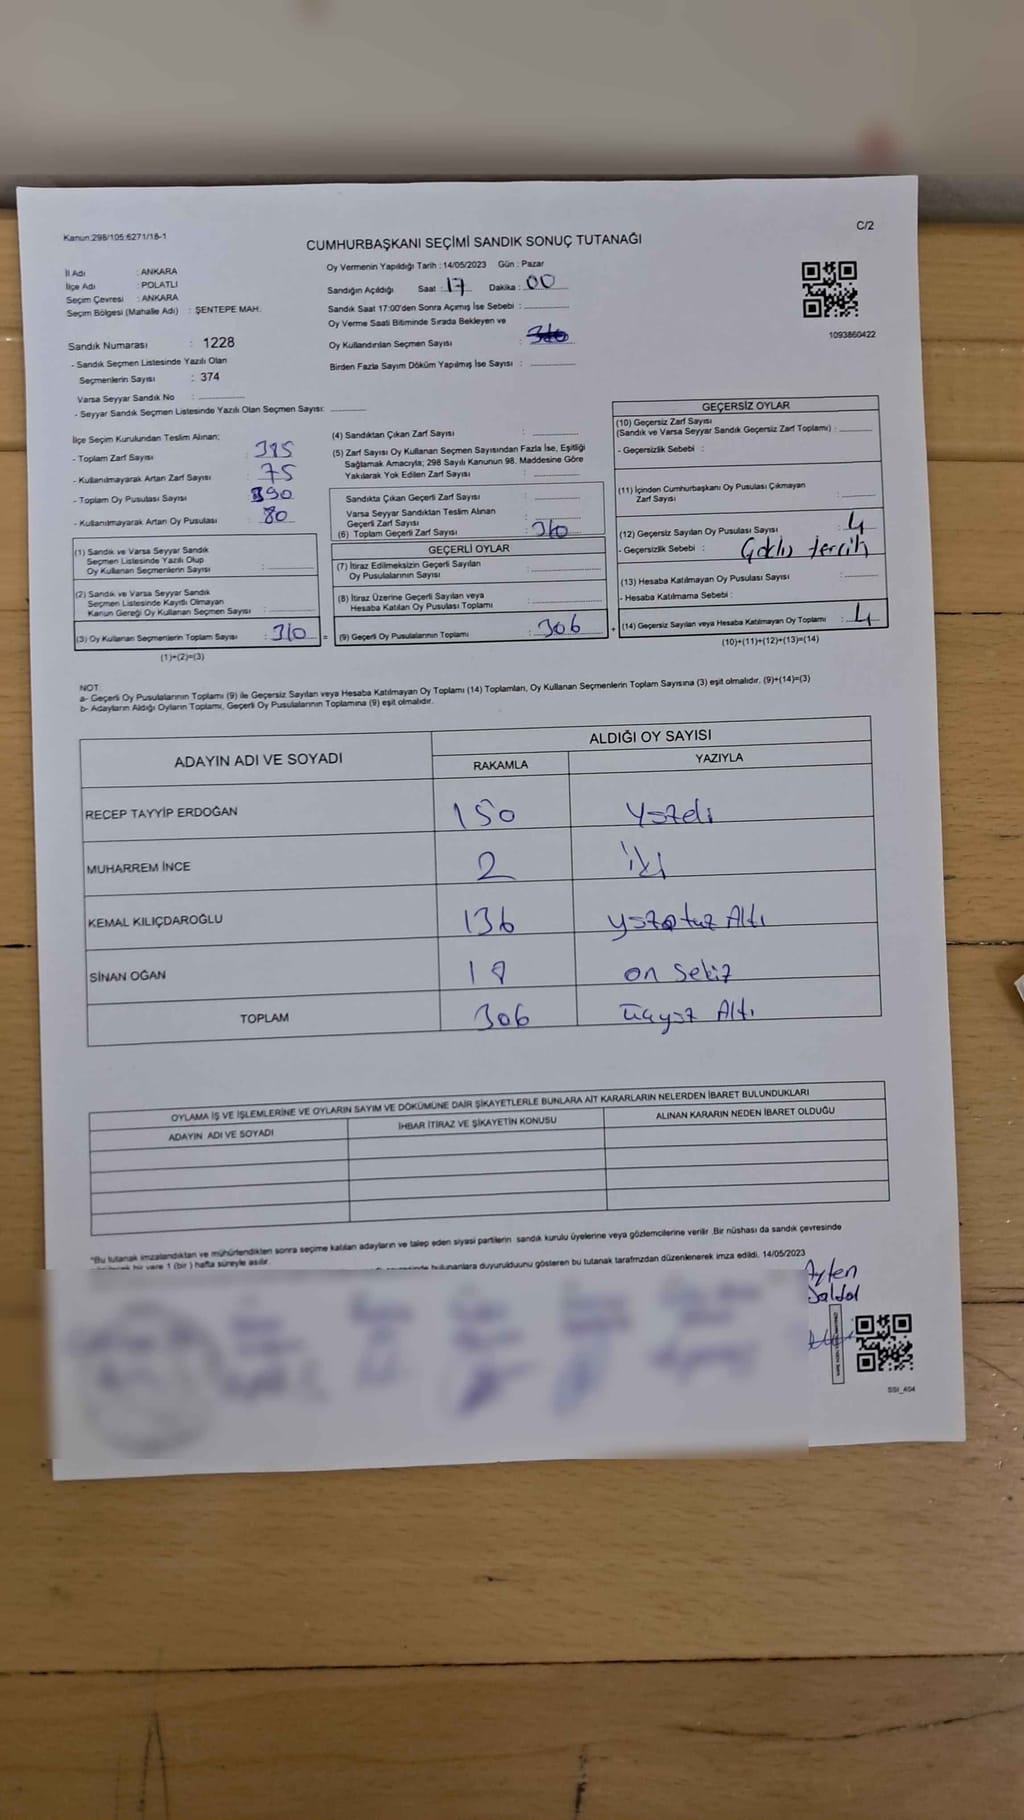 Kanun:298/105:6271/18-1
C/2
CUMHURBAŞKANI SEÇİMİ SANDIK SONUÇ TUTANAĞI
İl Adı : ANKARA
İlçe Adı : POLATLI
Seçim Çevresi : ANKARA
Seçim Bölgesi (Mahalle Adı) : ŞENTEPE MAH.
Sandık Numarası : 1228
- Sandık Seçmen Listesinde Yazılı Olan
Seçmenlerin Sayısı : 374
Varsa Seyyar Sandık No :
- Seyyar Sandık Seçmen Listesinde Yazılı Olan Seçmen Sayısı:
Oy Vermenin Yapıldığı Tarih : 14/05/2023 Gün : Pazar
Sandığın Açıldığı Saat : 17 Dakika : 00
Sandık Saat 17:00'den Sonra Açımış İse Sebebi :
Oy Verme Saati Bitiminde Sırada Bekleyen ve
Oy Kullandırılan Seçmen Sayısı :
Birden Fazla Sayım Döküm Yapılmış İse Sayısı :
1093860422
İlçe Seçim Kurulundan Teslim Alınan;
- Toplam Zarf Sayısı : 385
- Kullanılmayarak Artan Zarf Sayısı : 75
- Toplam Oy Pusulası Sayısı : 390
- Kullanılmayarak Artan Oy Pusulası : 80
(1) Sandık ve Varsa Seyyar Sandık
Seçmen Listesinde Yazılı Olup
Oy Kullanan Seçmenlerin Sayısı :
(2) Sandık ve Varsa Seyyar Sandık
Seçmen Listesinde Kayıtlı Olmayan
Kanun Gereği Oy Kullanan Seçmen Sayısı :
(3) Oy Kullanan Seçmenlerin Toplam Sayısı : 310 =
(1)+(2)=(3)
(4) Sandıktan Çıkan Zarf Sayısı :
(5) Zarf Sayısı Oy Kullanan Seçmen Sayısından Fazla İse, Eşitliği
Sağlamak Amacıyla; 298 Sayılı Kanunun 98. Maddesine Göre
Yakılarak Yok Edilen Zarf Sayısı :
Sandıkta Çıkan Geçerli Zarf Sayısı :
Varsa Seyyar Sandıktan Teslim Alınan
Geçerli Zarf Sayısı :
(6) Toplam Geçerli Zarf Sayısı : 310
GEÇERLİ OYLAR
(7) İtiraz Edilmeksizin Geçerli Sayılan
Oy Pusulalarının Sayısı :
(8) İtiraz Üzerine Geçerli Sayılan veya
Hesaba Katılan Oy Pusulası Toplamı :
(9) Geçerli Oy Pusulalarının Toplamı : 306 +
GEÇERSİZ OYLAR
(10) Geçersiz Zarf Sayısı
(Sandık ve Varsa Seyyar Sandık Geçersiz Zarf Toplamı) :
- Geçersizlik Sebebi :
(11) İçinden Cumhurbaşkanı Oy Pusulası Çıkmayan
Zarf Sayısı :
(12) Geçersiz Sayılan Oy Pusulası Sayısı : 4
- Geçersizlik Sebebi : Çoklu tercih
(13) Hesaba Katılmayan Oy Pusulası Sayısı :
- Hesaba Katılmama Sebebi :
(14) Geçersiz Sayılan veya Hesaba Katılmayan Oy Toplamı : 4
(10)+(11)+(12)+(13)=(14)
NOT:
a- Geçerli Oy Pusulalarının Toplamı (9) ile Geçersiz Sayılan veya Hesaba Katılmayan Oy Toplamı (14) Toplamları, Oy Kullanan Seçmenlerin Toplam Sayısına (3) eşit olmalıdır. (9)+(14)=(3)
b- Adayların Aldığı Oyların Toplamı, Geçerli Oy Pusulalarının Toplamına (9) eşit olmalıdır.
ADAYIN ADI VE SOYADI
ALDIĞI OY SAYISI
RAKAMLA YAZIYLA
RECEP TAYYİP ERDOĞAN 150 Yüzelli
MUHARREM İNCE 2 iki
KEMAL KILIÇDAROĞLU 136 yüzotuz Altı
SİNAN OĞAN 18 on sekiz
TOPLAM 306 üçyüz Altı
OYLAMA İŞ VE İŞLEMLERİNE VE OYLARIN SAYIM VE DÖKÜMÜNE DAİR ŞİKAYETLERLE BUNLARA AİT KARARLARIN NELERDEN İBARET BULUNDUKLARI
ADAYIN ADI VE SOYADI İHBAR İTİRAZ VE ŞİKAYETİN KONUSU ALINAN KARARIN NEDEN İBARET OLDUĞU
"Bu tutanak imzalandıktan ve mühürlendikten sonra seçime katılan adayların ve talep eden siyasi partilerin sandık kurulu üyelerine veya gözlemcilerine verilir .Bir nüshası da sandık çevresinde
bir yere 1 (bir ) hafta süreyle asılır.
bulunanlara duyurulduunu gösteren bu tutanak tarafmzdan düzenlenerek imza edildi. 14/05/2023
Ayten
SSI_404